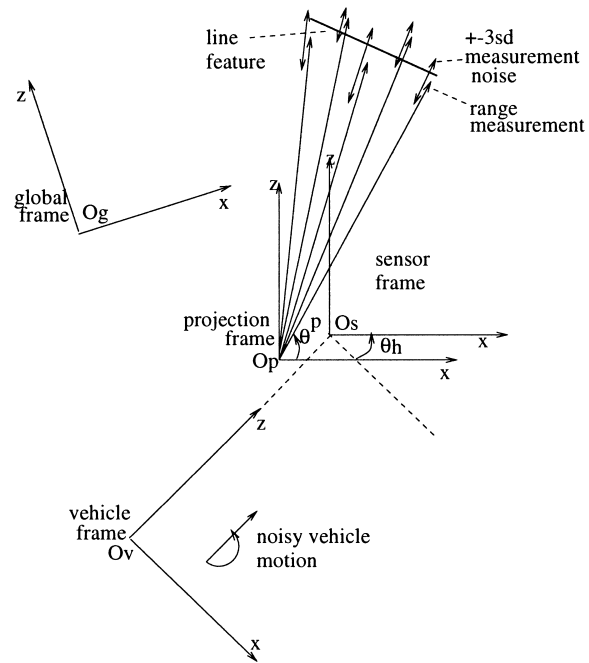 line
feature
+-3sd
measurement
noise
range
measurement
z
global
frame
Og
x
z
z
sensor
frame
projection
frame
Op
θp
Os
x
θh
x
z
vehicle
frame
Ov
noisy vehicle
motion
x